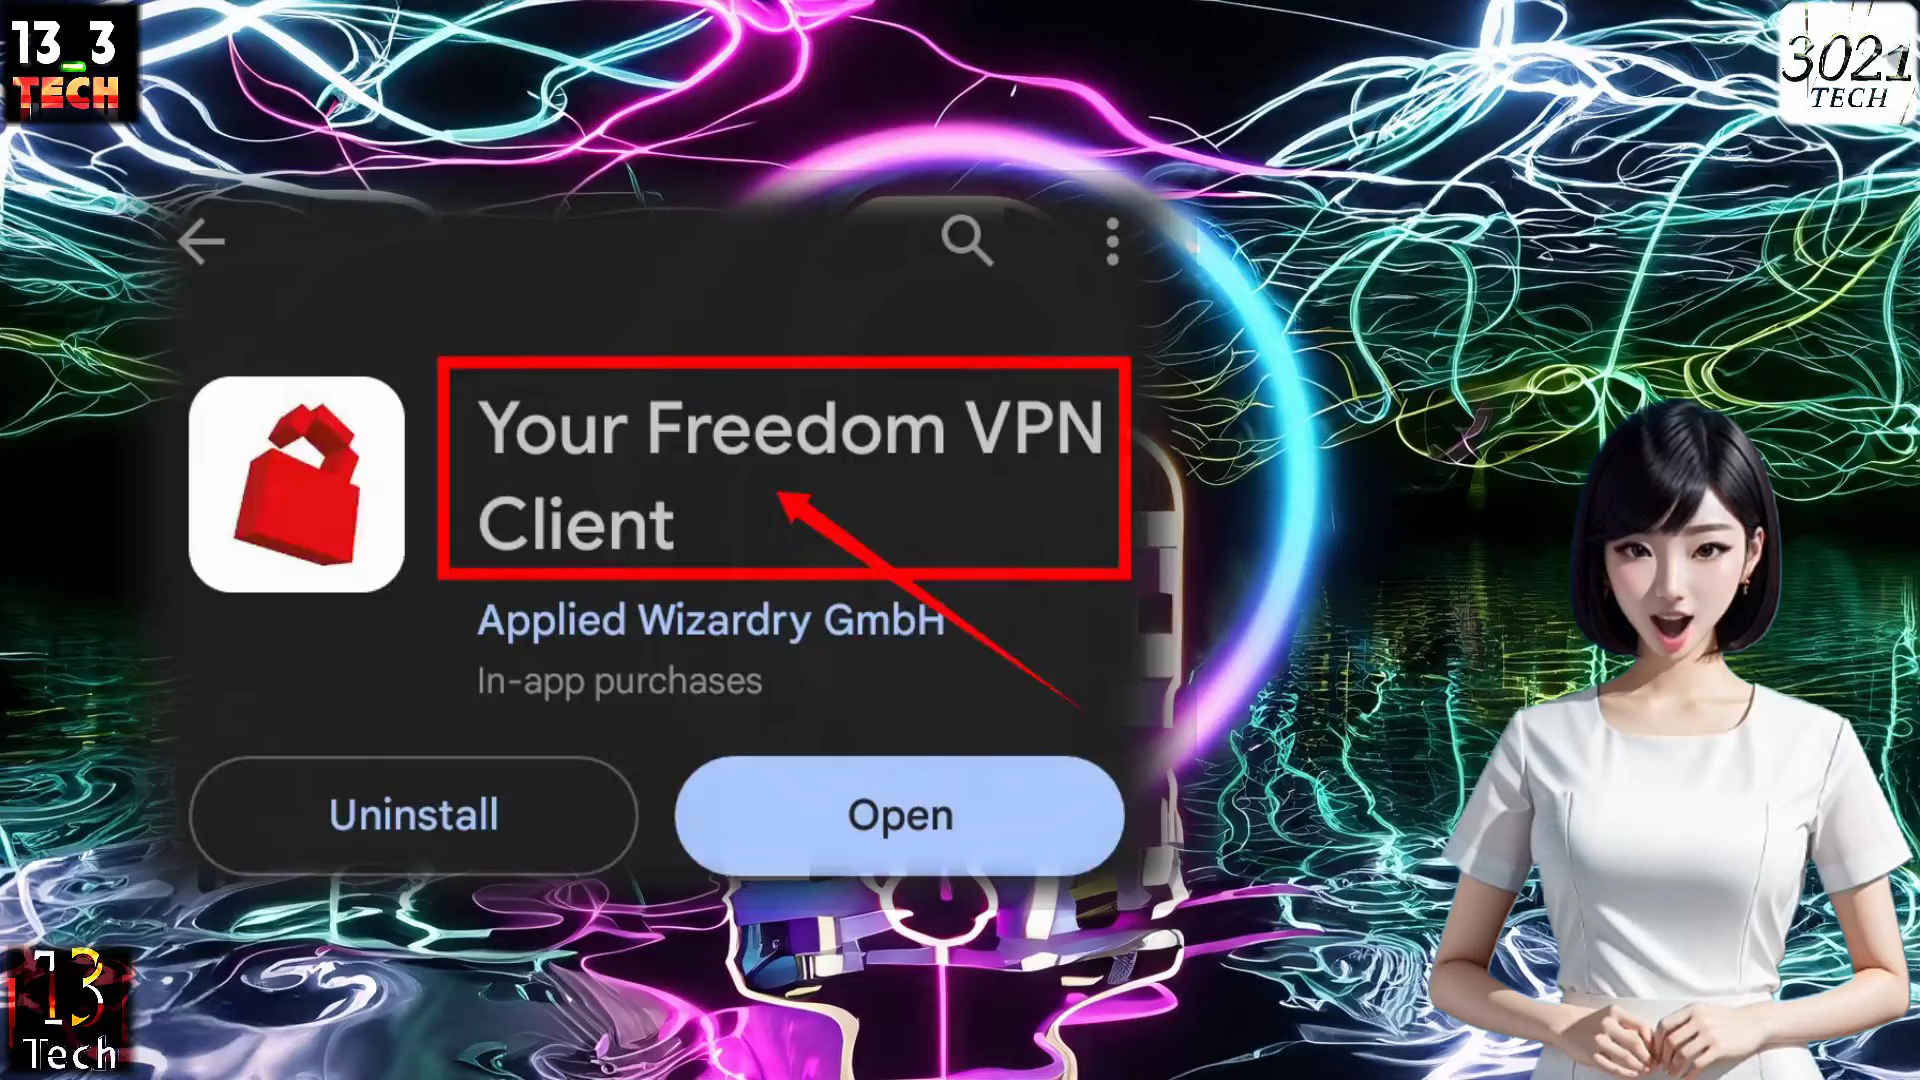 13_3
TECH
3021
TECH
Your Freedom VPN
Client
Applied Wizardry GmbH
In-app purchases
Uninstall
Open
13
Tech